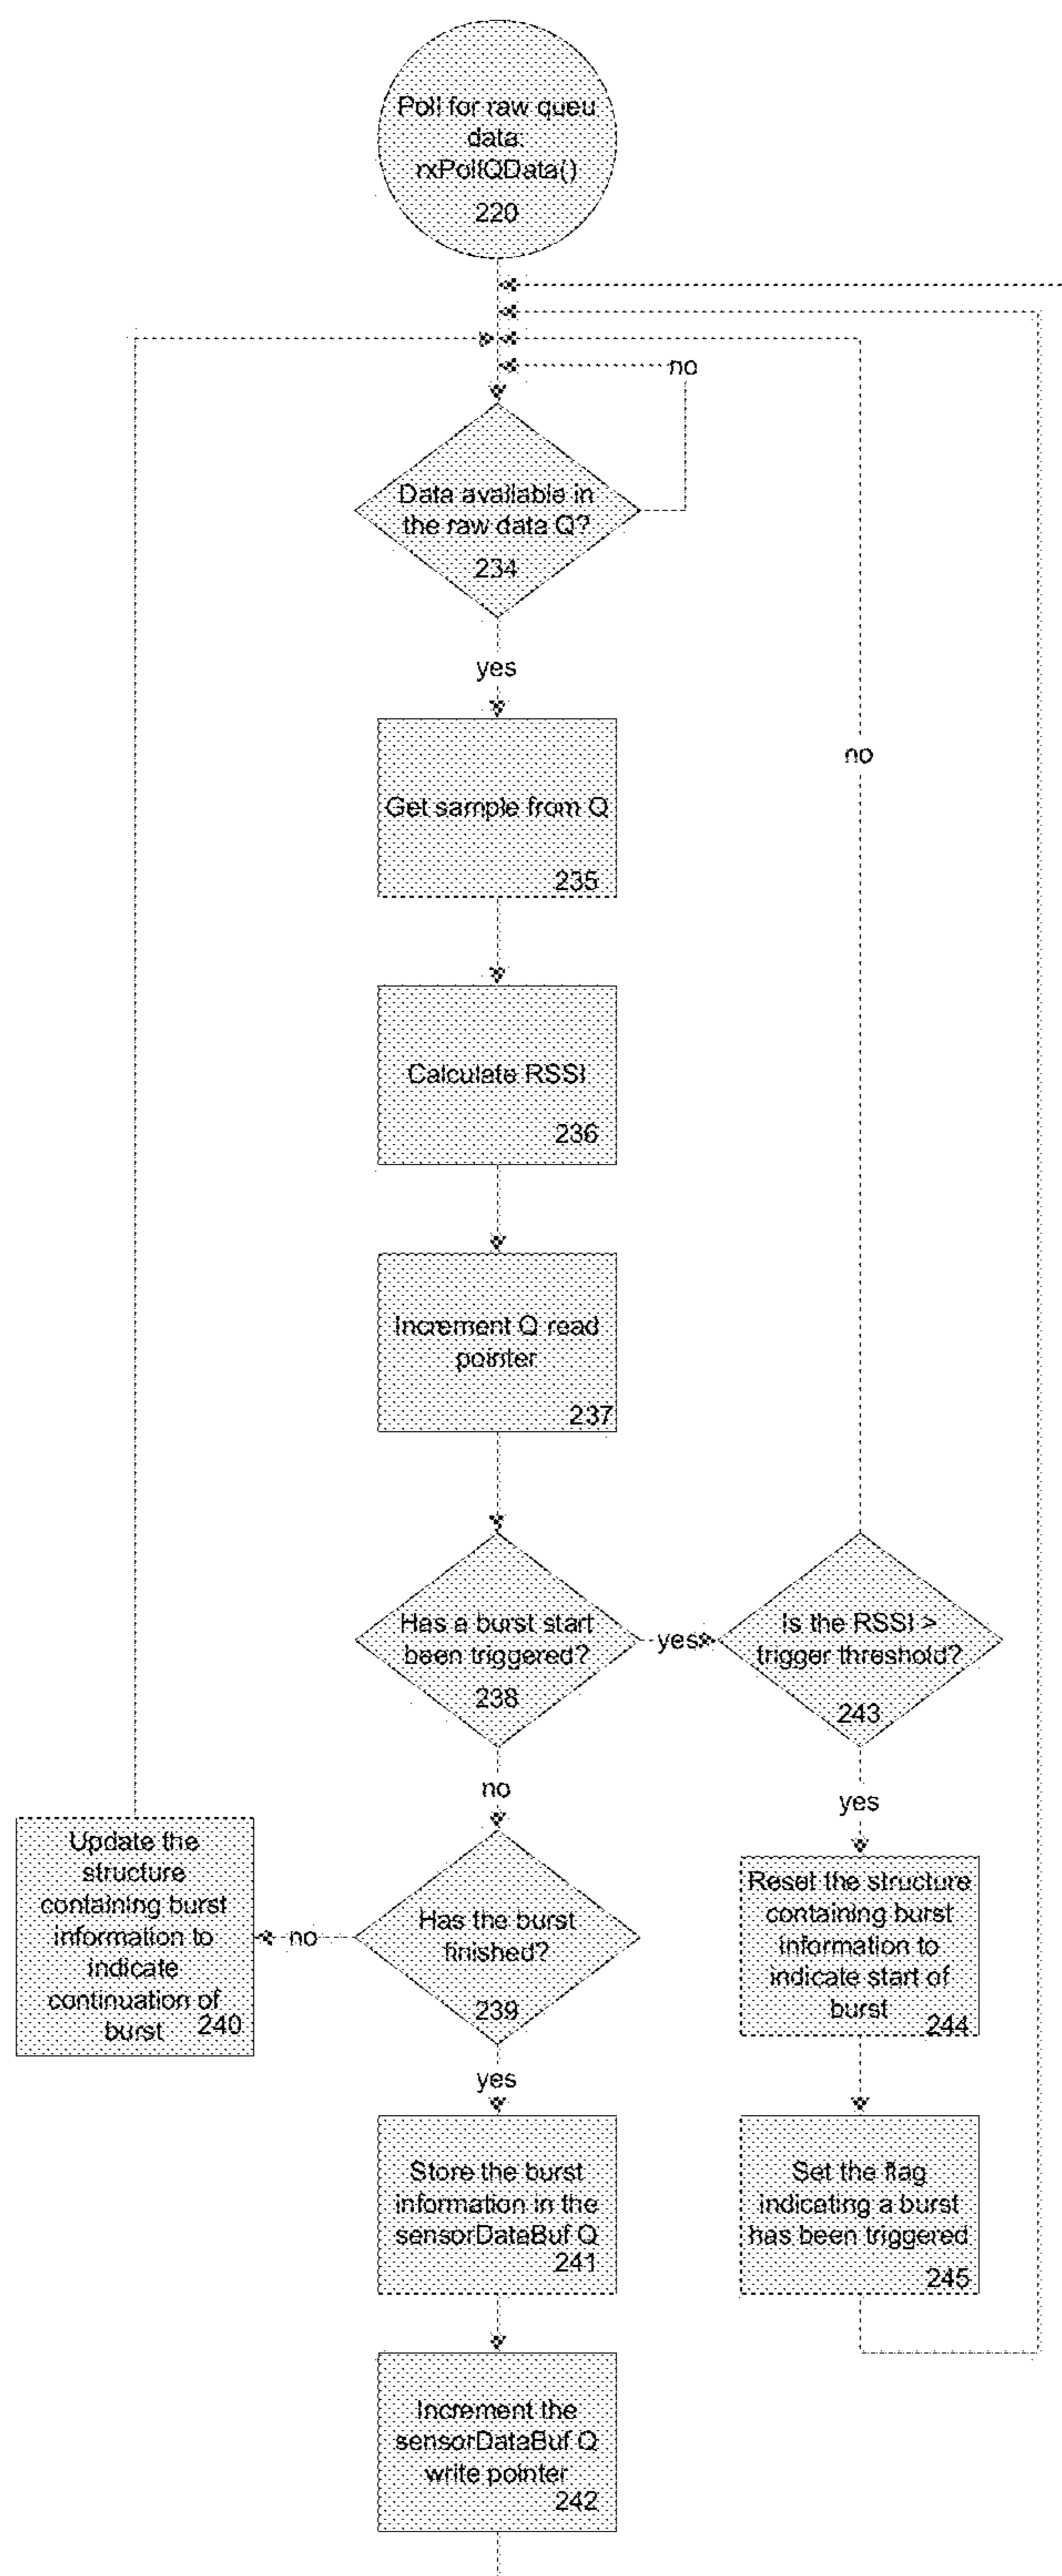 Poll for raw queu
data:
rxPollQData()
220
no
Data available in
the raw data Q?
234
yes
Get sample from Q
235
no
Calculate RSSI
236
Increment Q read
pointer
237
Has a burst start
been triggered?
238
yes
Is the RSSI >
trigger threshold?
243
no
yes
Update the
structure
containing burst
information to
indicate
continuation of
burst 240
no
Has the burst
finished?
239
Reset the structure
containing burst
information to
indicate start of
burst
244
yes
Store the burst
information in the
sensorDataBuf Q
241
Set the flag
indicating a burst
has been triggered
245
Increment the
sensorDataBuf Q
write pointer
242